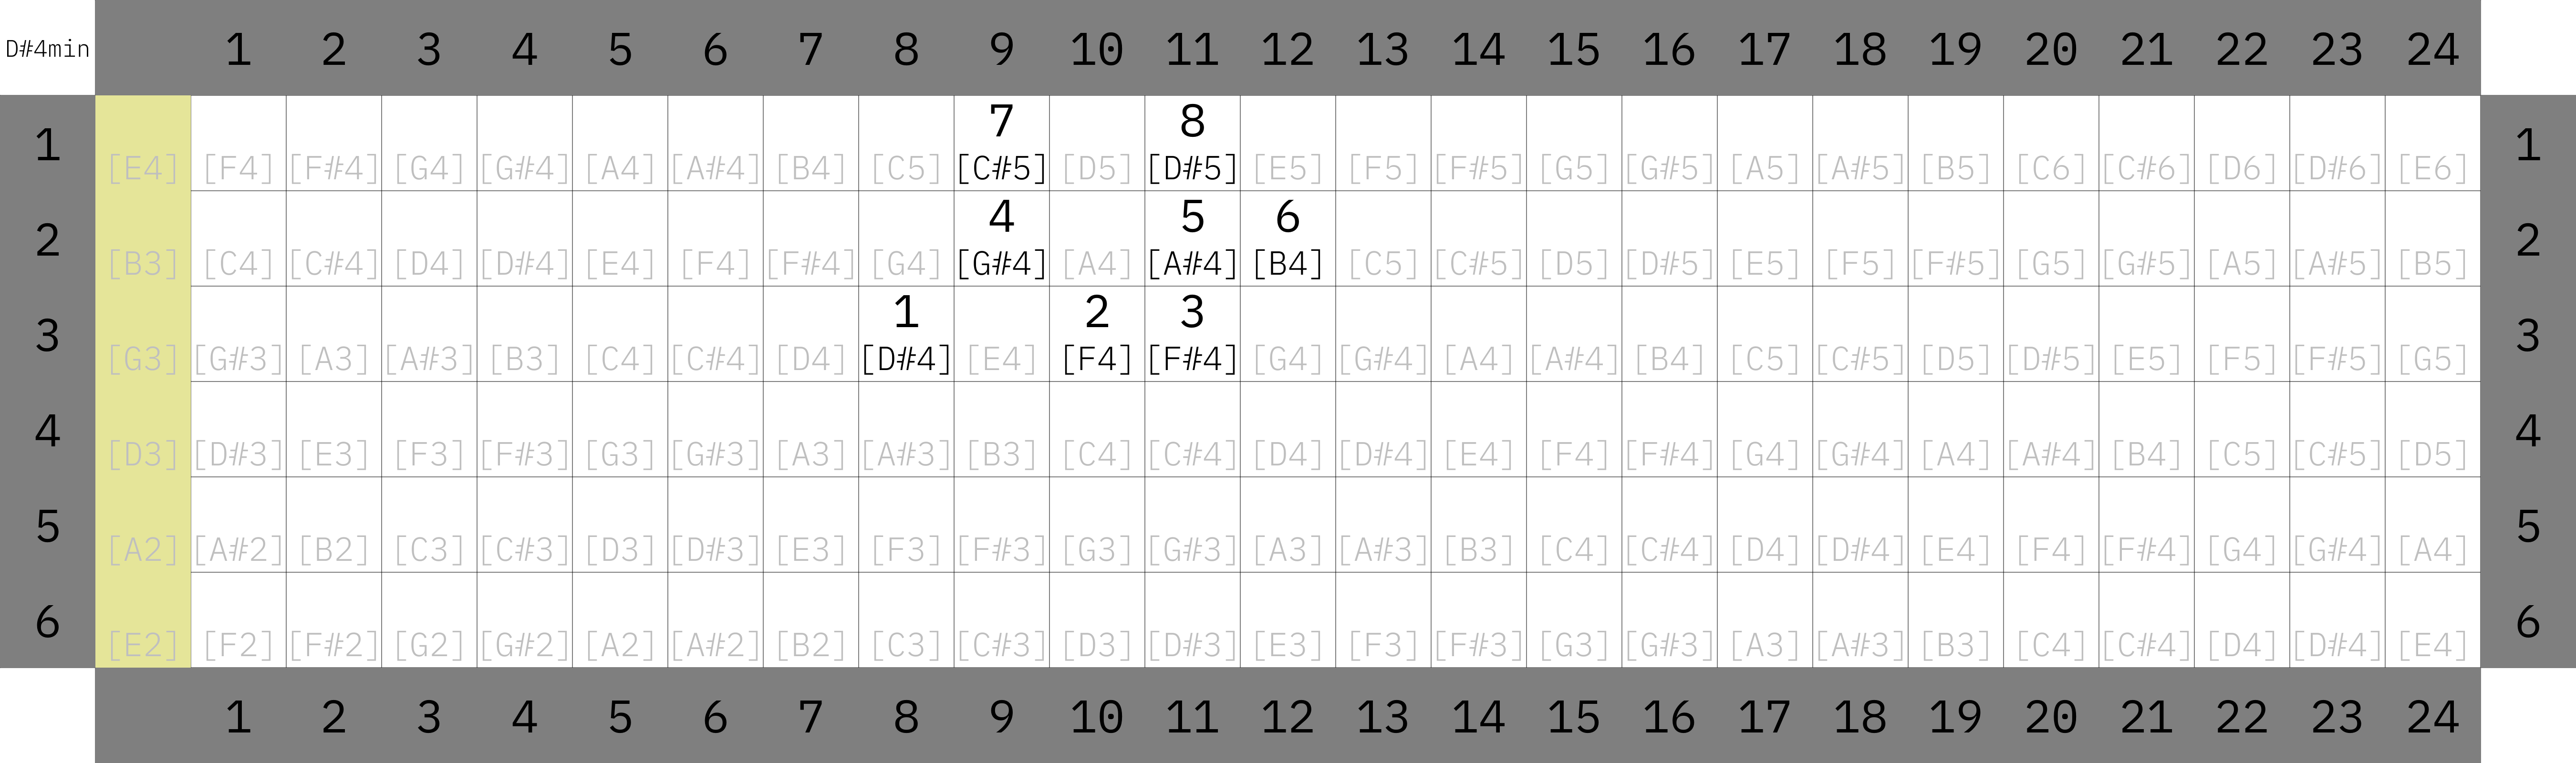 D#4min 1 2 3 4 5 6 7 8 9 10 11 12 13 14 15 16 17 18 19 20 21 22 23 24
7 8
1 [E4] [F4] [F#4] [G4] [G#4] [A4] [A#4] [B4] [C5] [C#5] [D5] [D#5] [E5] [F5] [F#5] [G5] [G#5] [A5] [A#5] [B5] [C6] [C#6] [D6] [D#6] [E6] 1
4 5 6
2 [B3] [C4] [C#4] [D4] [D#4] [E4] [F4] [F#4] [G4] [G#4] [A4] [A#4] [B4] [C5] [C#5] [D5] [D#5] [E5] [F5] [F#5] [G5] [G#5] [A5] [A#5] [B5] 2
1 2 3
3 [G3] [G#3] [A3] [A#3] [B3] [C4] [C#4] [D4] [D#4] [E4] [F4] [F#4] [G4] [G#4] [A4] [A#4] [B4] [C5] [C#5] [D5] [D#5] [E5] [F5] [F#5] [G5] 3
4 [D3] [D#3] [E3] [F3] [F#3] [G3] [G#3] [A3] [A#3] [B3] [C4] [C#4] [D4] [D#4] [E4] [F4] [F#4] [G4] [G#4] [A4] [A#4] [B4] [C5] [C#5] [D5] 4
5 [A2] [A#2] [B2] [C3] [C#3] [D3] [D#3] [E3] [F3] [F#3] [G3] [G#3] [A3] [A#3] [B3] [C4] [C#4] [D4] [D#4] [E4] [F4] [F#4] [G4] [G#4] [A4] 5
6 [E2] [F2] [F#2] [G2] [G#2] [A2] [A#2] [B2] [C3] [C#3] [D3] [D#3] [E3] [F3] [F#3] [G3] [G#3] [A3] [A#3] [B3] [C4] [C#4] [D4] [D#4] [E4] 6
1 2 3 4 5 6 7 8 9 10 11 12 13 14 15 16 17 18 19 20 21 22 23 24